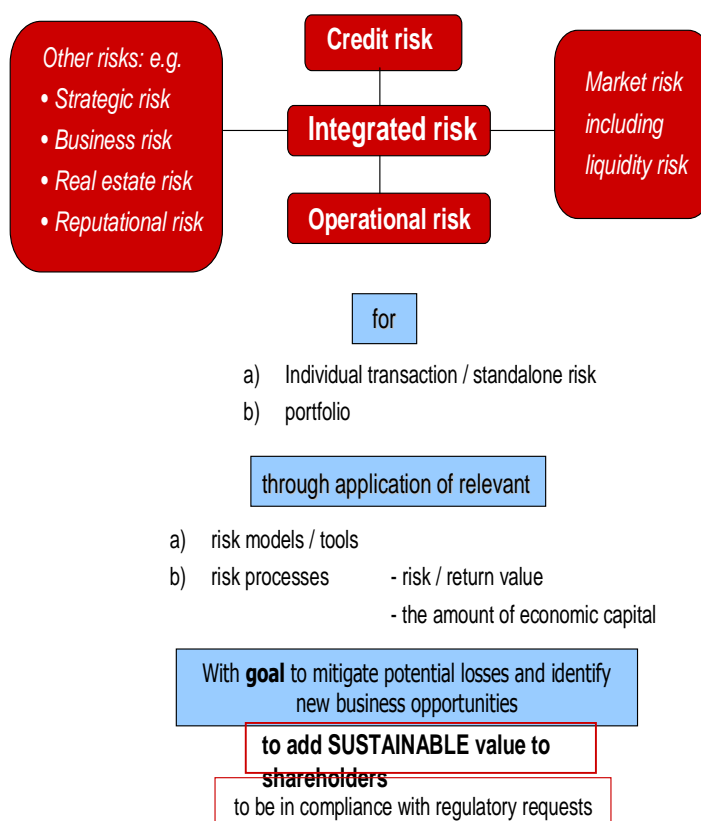 Other risks: e.g.
• Strategic risk
• Business risk
• Real estate risk
• Reputational risk
Credit risk
Integrated risk
Operational risk
Market risk
including
liquidity risk
for
a) Individual transaction / standalone risk
b) portfolio
through application of relevant
a) risk models / tools
b) risk processes - risk / return value
- the amount of economic capital
With goal to mitigate potential losses and identify
new business opportunities
to add SUSTAINABLE value to
shareholders
to be in compliance with regulatory requests